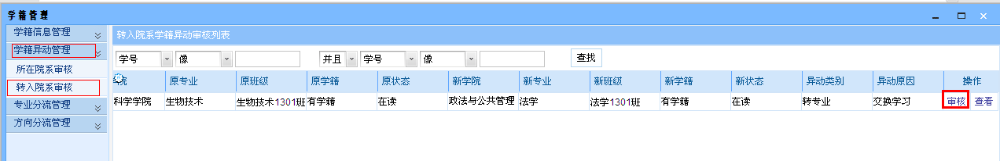 学籍管理
学籍信息管理
学籍异动管理
所在院系审核
转入院系审核
专业分流管理
方向分流管理
转入院系学籍异动审核列表
学号 像 并且 学号 像 查找
院 原专业 原班级 原学籍 原状态 新学院 新专业 新班级 新学籍 新状态 异动类别 异动原因 操作
科学学院 生物技术 生物技术1301班 有学籍 在读 政法与公共管理 法学 法学1301班 有学籍 在读 转专业 交换学习 审核 查看